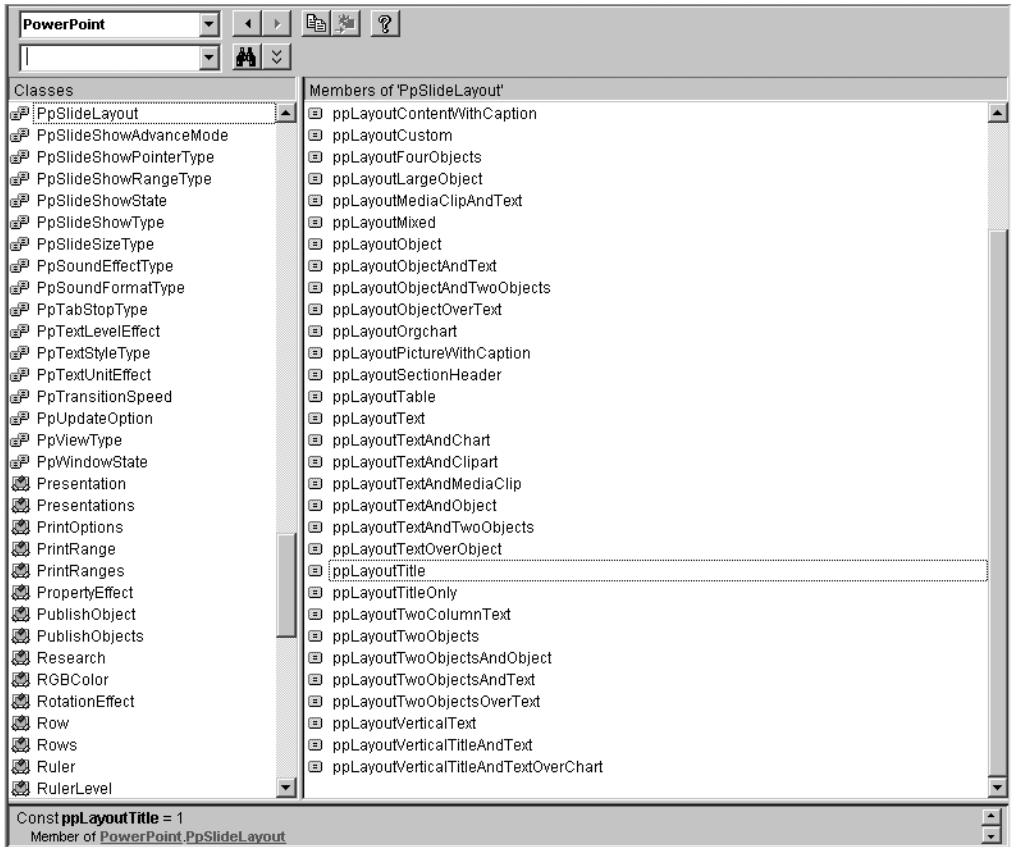 PowerPoint
Classes
PpSlideLayout
PpSlideShowAdvanceMode
PpSlideShowPointerType
PpSlideShowRangeType
PpSlideShowState
PpSlideShowType
PpSlideSizeType
PpSoundEffectType
PpSoundFormatType
PpTabStopType
PpTextLevelEffect
PpTextStyleType
PpTextUnitEffect
PpTransitionSpeed
PpUpdateOption
PpViewType
PpWindowState
Presentation
Presentations
PrintOptions
PrintRange
PrintRanges
PropertyEffect
PublishObject
PublishObjects
Research
RGBColor
RotationEffect
Row
Rows
Ruler
RulerLevel
Members of 'PpSlideLayout'
ppLayoutContentWithCaption
ppLayoutCustom
ppLayoutFourObjects
ppLayoutLargeObject
ppLayoutMediaClipAndText
ppLayoutMixed
ppLayoutObject
ppLayoutObjectAndText
ppLayoutObjectAndTwoObjects
ppLayoutObjectOverText
ppLayoutOrgchart
ppLayoutPictureWithCaption
ppLayoutSectionHeader
ppLayoutTable
ppLayoutText
ppLayoutTextAndChart
ppLayoutTextAndClipart
ppLayoutTextAndMediaClip
ppLayoutTextAndObject
ppLayoutTextAndTwoObjects
ppLayoutTextOverObject
ppLayoutTitle
ppLayoutTitleOnly
ppLayoutTwoColumnText
ppLayoutTwoObjects
ppLayoutTwoObjectsAndObject
ppLayoutTwoObjectsAndText
ppLayoutTwoObjectsOverText
ppLayoutVerticalText
ppLayoutVerticalTitleAndText
ppLayoutVerticalTitleAndTextOverChart
Const ppLayoutTitle = 1
Member of PowerPoint.PpSlideLayout